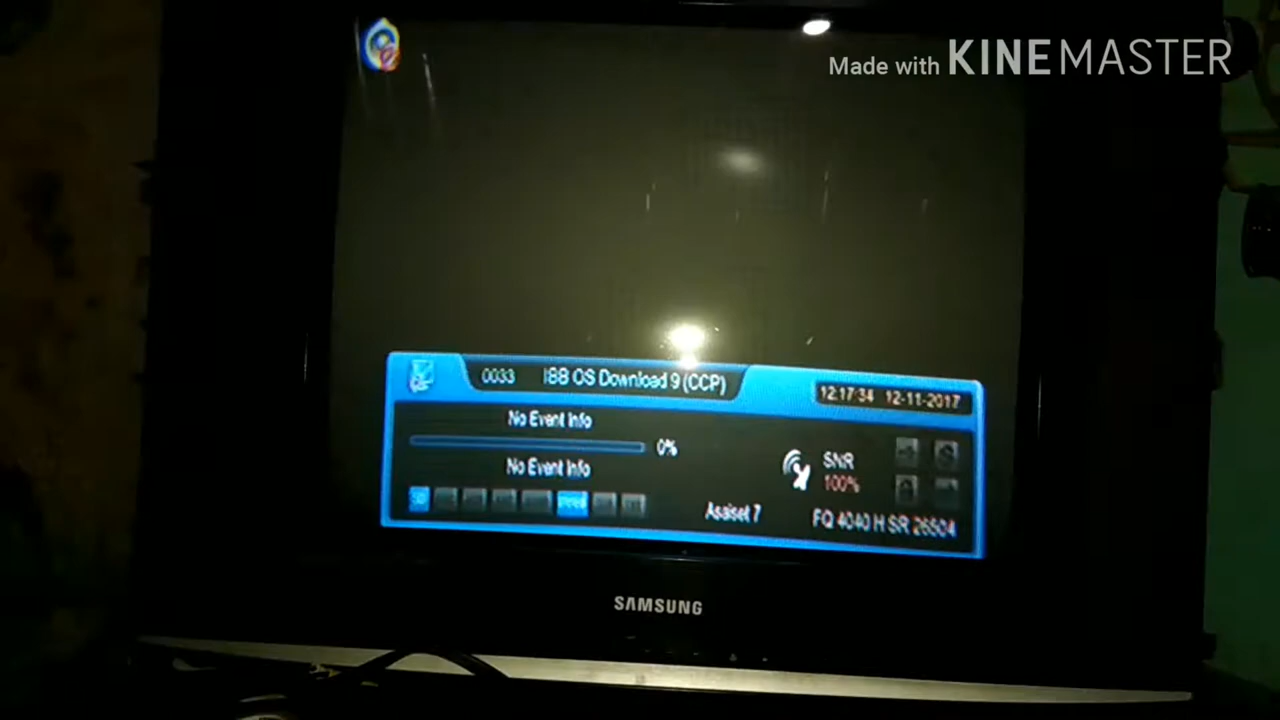 Made with KINEMASTER
0033 IBB OS Download 9 (CCP)
12:17:34 12-11-2017
No Event Info
0%
No Event Info
SNR
100%
Asaiset 7
FQ 4040 H SR 26504
SAMSUNG